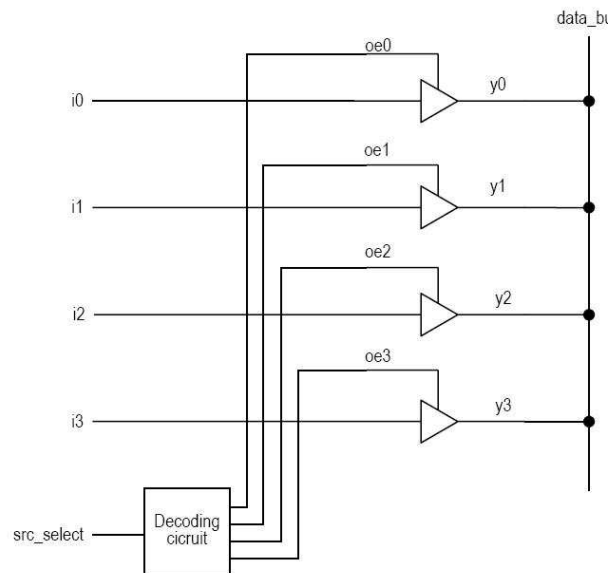 data_bu
oe0
i0
y0
oe1
i1
y1
oe2
i2
y2
oe3
i3
y3
src_select
Decoding
cicruit